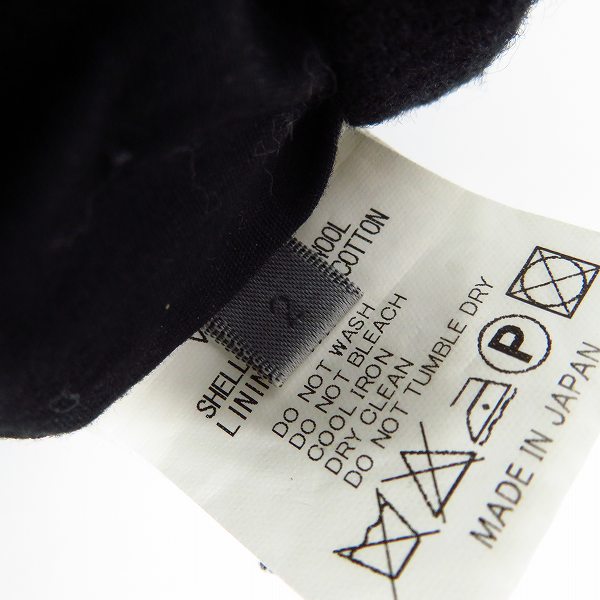 2
SHELL WOOL
LINING COTTON
DO NOT WASH
DO NOT BLEACH
COOL IRON
DRY CLEAN
DO NOT TUMBLE DRY
P
MADE IN JAPAN